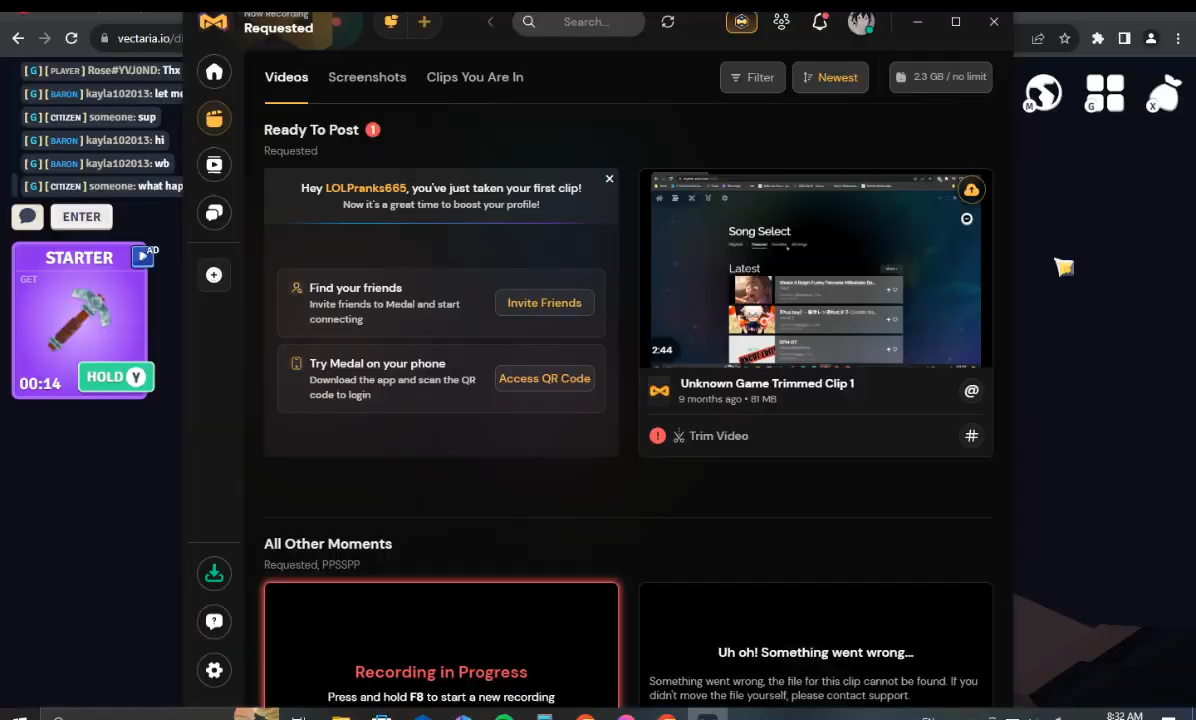 Now Recording
Requested
Search...
vectaria.io/di
[G][PLAYER] Rose#YVJ0ND: Thx
[G][BARON] kayla102013: let me
[G][CITIZEN] someone: sup
[G][BARON] kayla102013: hi
[G][BARON] kayla102013: wb
[G][CITIZEN] someone: what hap
ENTER
STARTER
AD
GET
00:14
HOLD Y
Videos
Screenshots
Clips You Are In
Filter
Newest
2.3 GB / no limit
M
G
X
Ready To Post 1
Requested
Hey LOLPranks665, you've just taken your first clip!
Now it's a great time to boost your profile!
Find your friends
Invite friends to Medal and start
connecting
Invite Friends
Try Medal on your phone
Download the app and scan the QR
code to login
Access QR Code
Song Select
Latest
2:44
Unknown Game Trimmed Clip 1
9 months ago • 81 MB
@
! Trim Video
#
All Other Moments
Requested, PPSSPP
Recording in Progress
Press and hold F8 to start a new recording
Uh oh! Something went wrong...
Something went wrong, the file for this clip cannot be found. If you
didn't move the file yourself, please contact support.
8:32 AM